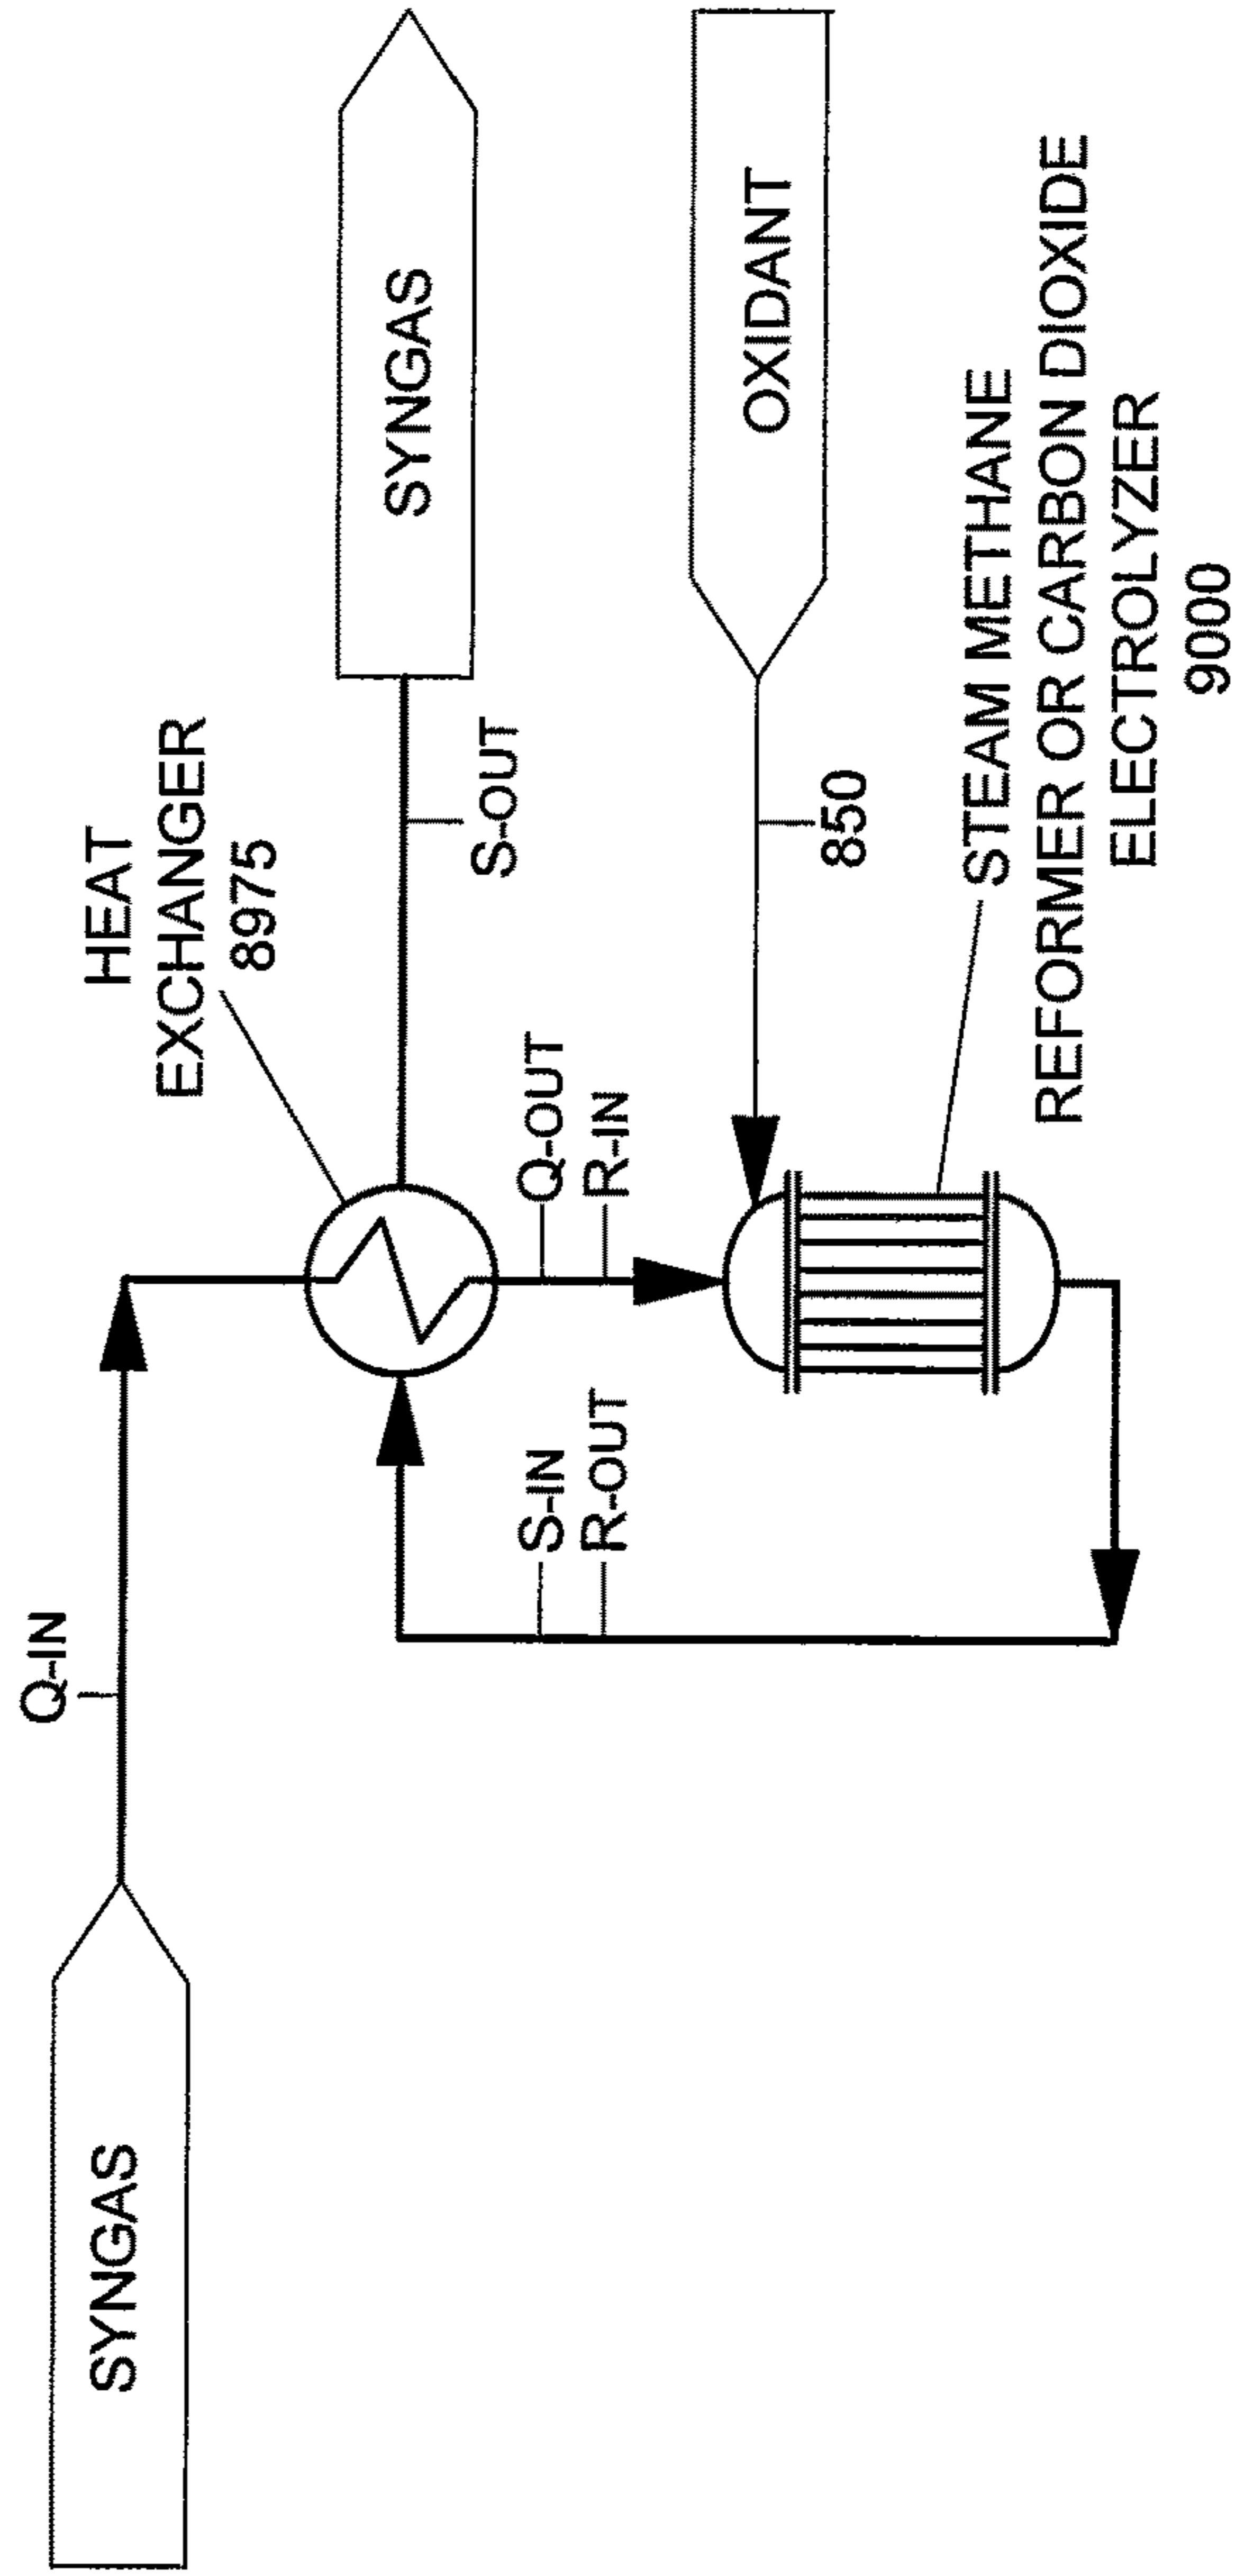 SYNGAS
Q-IN
HEAT
EXCHANGER
8975
SYNGAS
S-OUT
Q-OUT
R-IN
S-IN
R-OUT
OXIDANT
850
STEAM METHANE
REFORMER OR CARBON DIOXIDE
ELECTROLYZER
9000